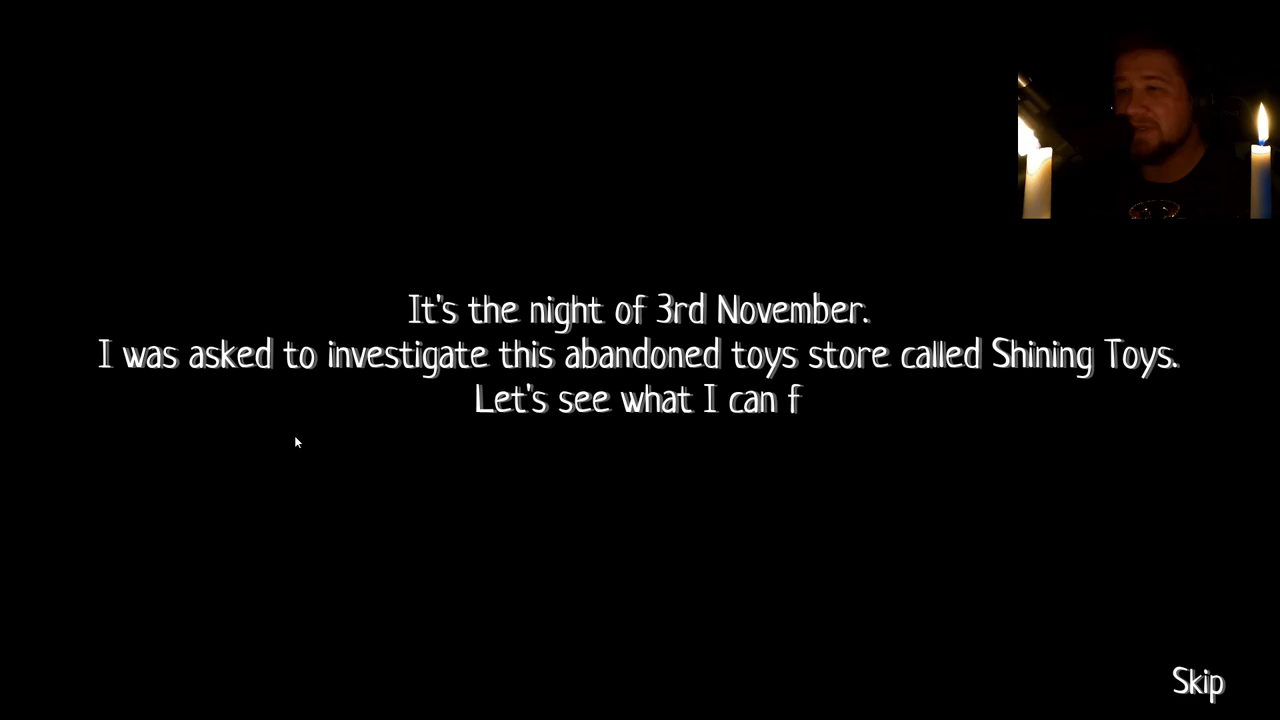 It's the night of 3rd November.
I was asked to investigate this abandoned toys store called Shining Toys.
Let's see what I can f
Skip